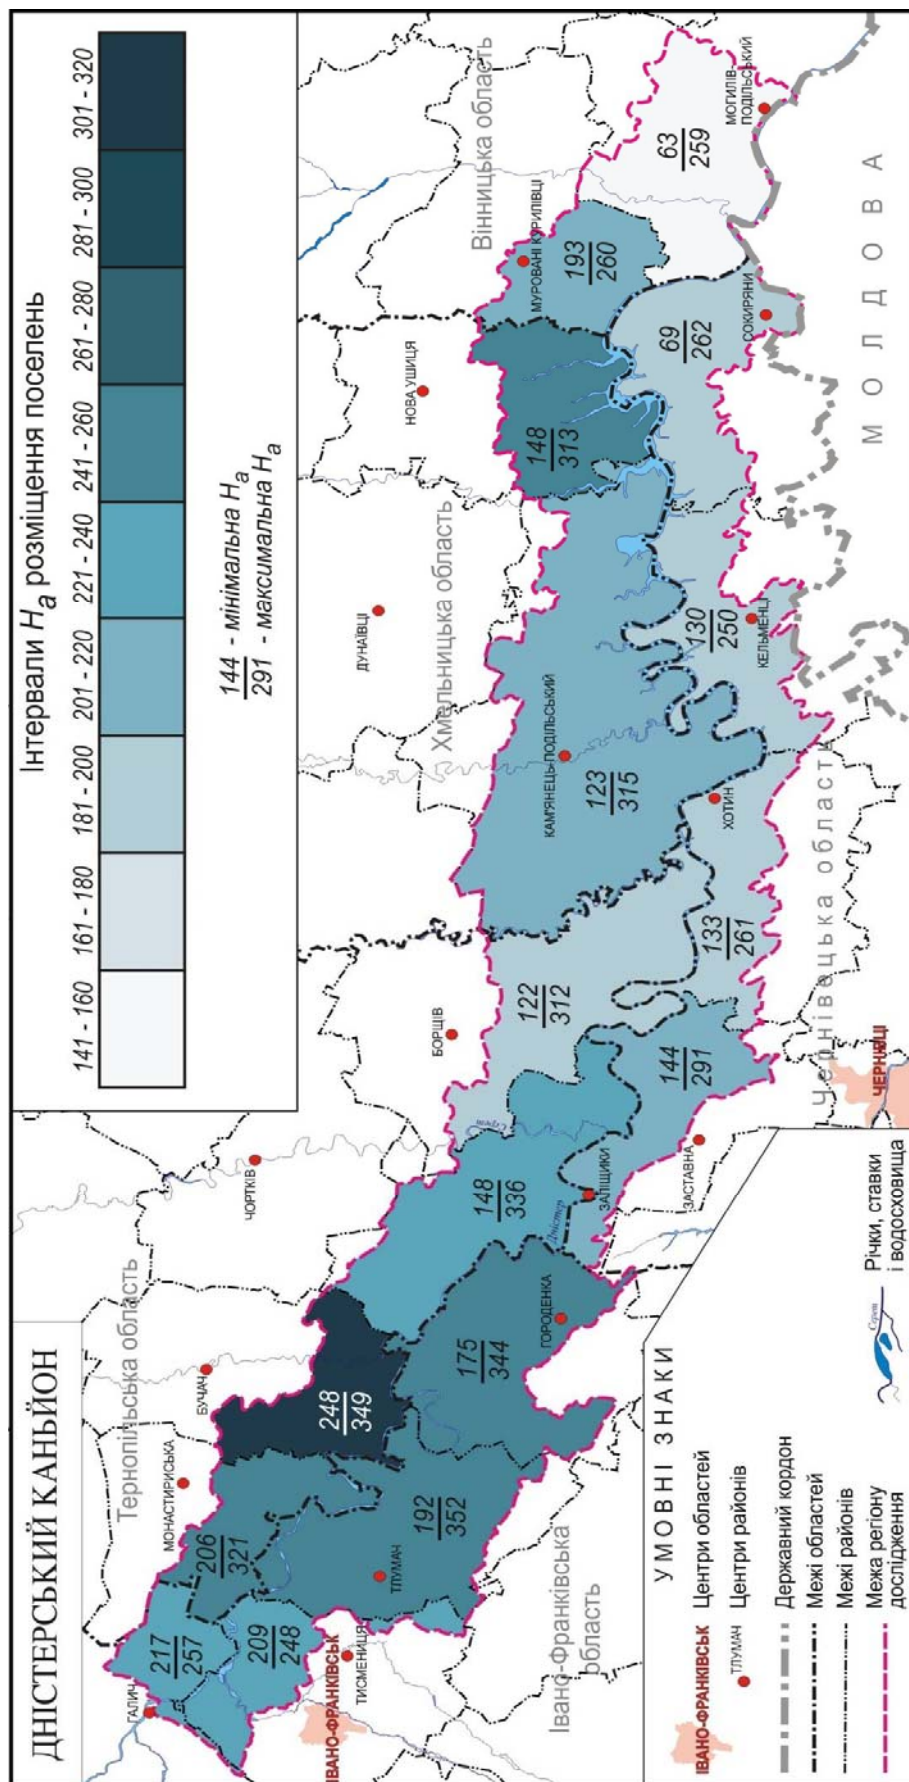 ДНІСТЕРСЬКИЙ КАНЬЙОН
Інтервали Hₐ розміщення поселень
141 - 160
161 - 180
181 - 200
201 - 220
221 - 240
241 - 260
261 - 280
281 - 300
301 - 320
144 - мінімальна Hₐ
291 - максимальна Hₐ
Тернопільська область
Хмельницька область
Вінницька область
Івано-Франківська
область
Чернівецька область
МОЛДОВА
ГАЛИЧ
МОНАСТИРИСЬКА
БУЧАЧ
ЧОРТКІВ
БОРЩІВ
ДУНАЇВЦІ
НОВА УШИЦЯ
МУРОВАНІ КУРИЛІВЦІ
МОГИЛІВ-
ПОДІЛЬСЬКИЙ
СОКИРЯНИ
КЕЛЬМЕНЦІ
ХОТИН
КАМ'ЯНЕЦЬ-ПОДІЛЬСЬКИЙ
ЗАСТАВНА
ЗАЛІЩИКИ
ГОРОДЕНКА
ТЛУМАЧ
ТИСМЕНИЦЯ
ІВАНО-ФРАНКІВСЬК
ЧЕРНІВЦІ
Серет
Дністер
217
257
209
248
206
321
192
352
248
349
175
344
148
336
144
291
122
312
133
261
123
315
130
250
148
313
69
262
193
260
63
259
УМОВНІ ЗНАКИ
ІВАНО-ФРАНКІВСЬК Центри областей
ТЛУМАЧ Центри районів
Державний кордон
Межі областей
Межі районів
Межа регіону
дослідження
Серет
Річки, ставки
і водосховища